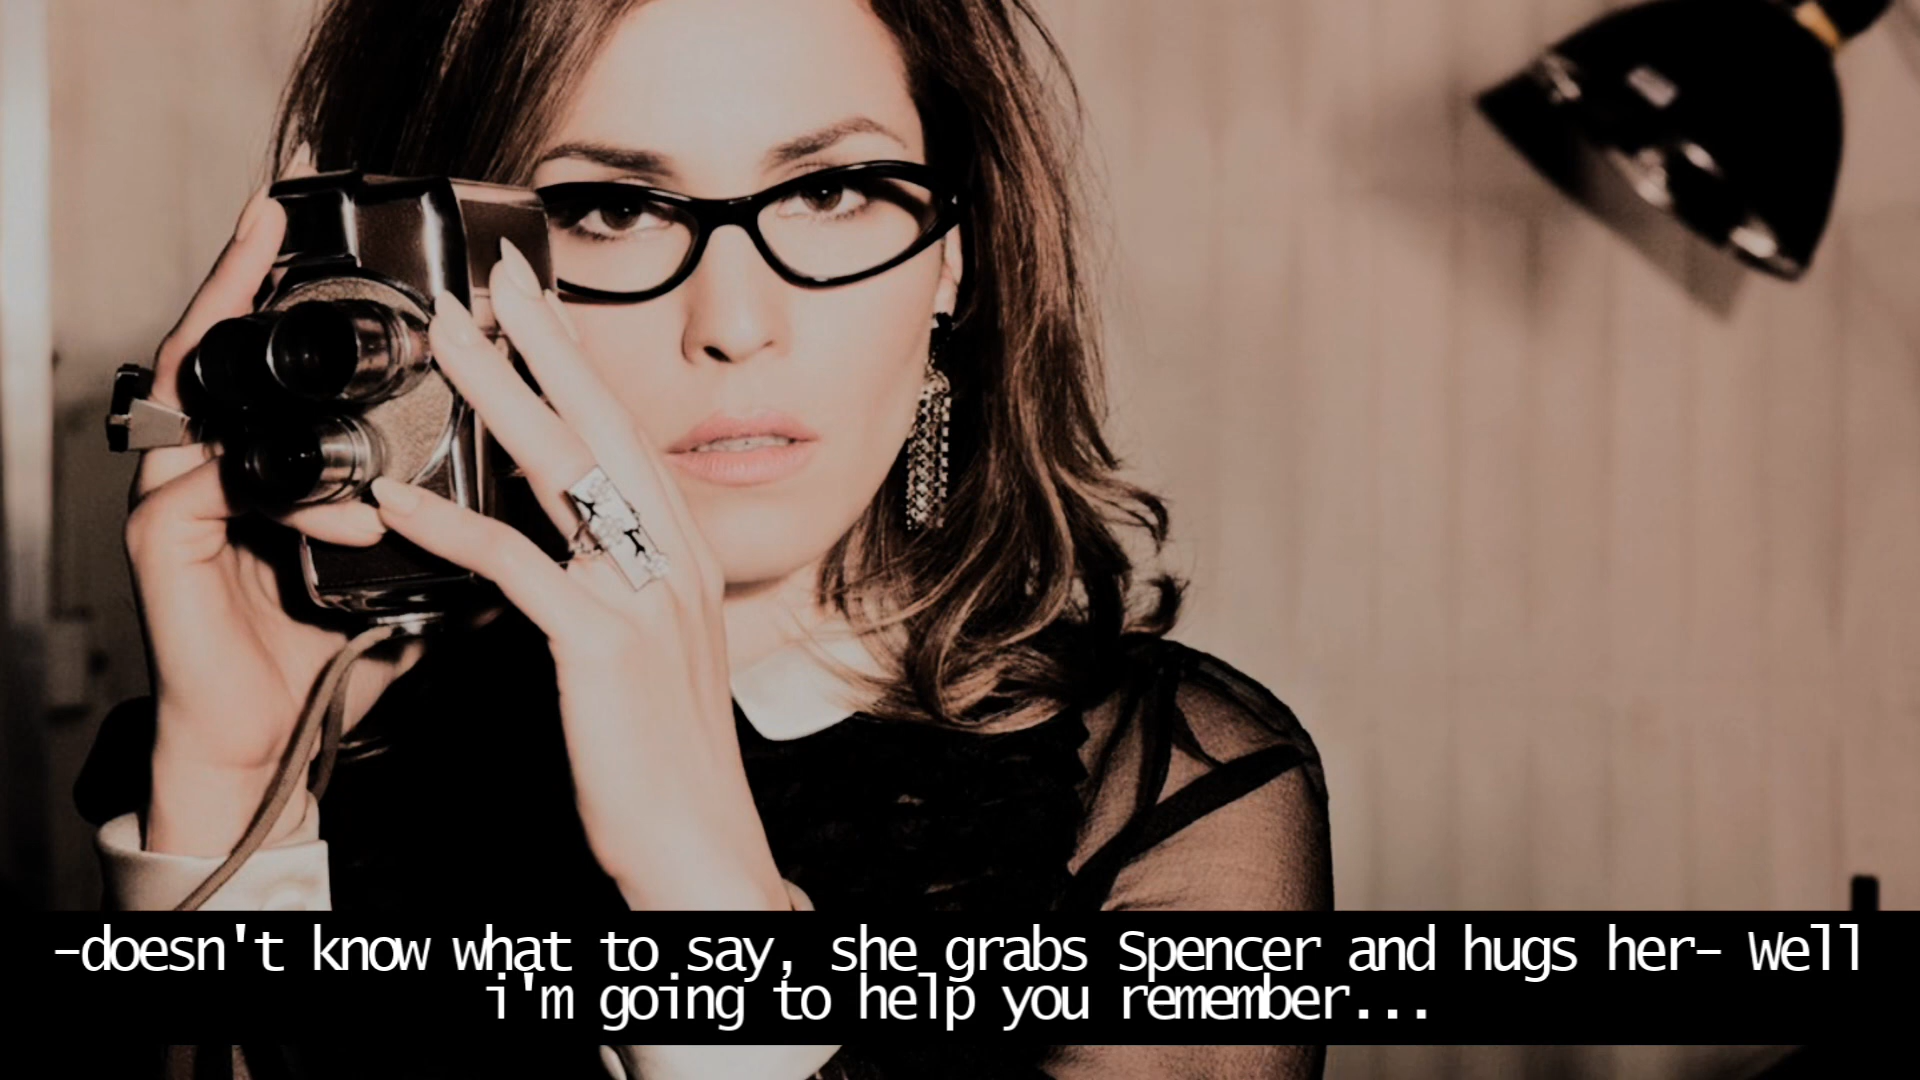 -doesn't know what to say, she grabs Spencer and hugs her- Well
i'm going to help you remember...